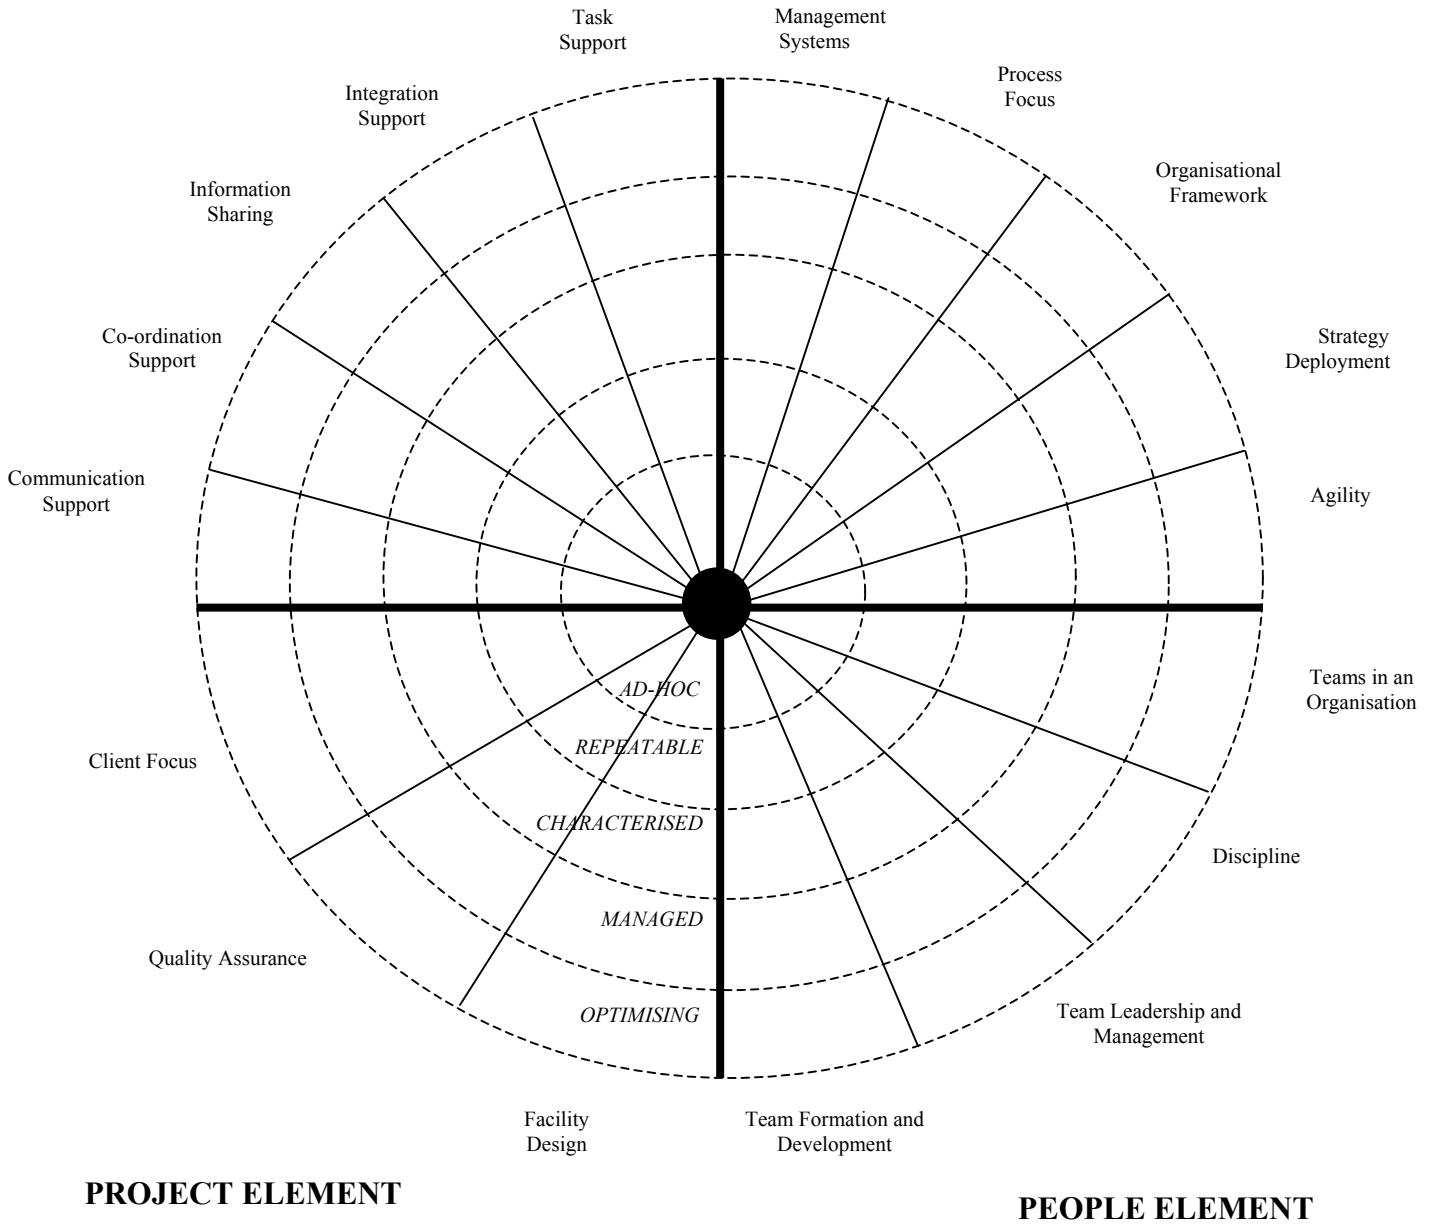 Task
Support
Management
Systems
Process
Focus
Integration
Support
Organisational
Framework
Information
Sharing
Strategy
Deployment
Co-ordination
Support
Communication
Support
Agility
Teams in an
Organisation
AD-HOC
REPEATABLE
CHARACTERISED
MANAGED
OPTIMISING
Client Focus
Discipline
Quality Assurance
Team Leadership and
Management
Facility
Design
Team Formation and
Development
PROJECT ELEMENT
PEOPLE ELEMENT